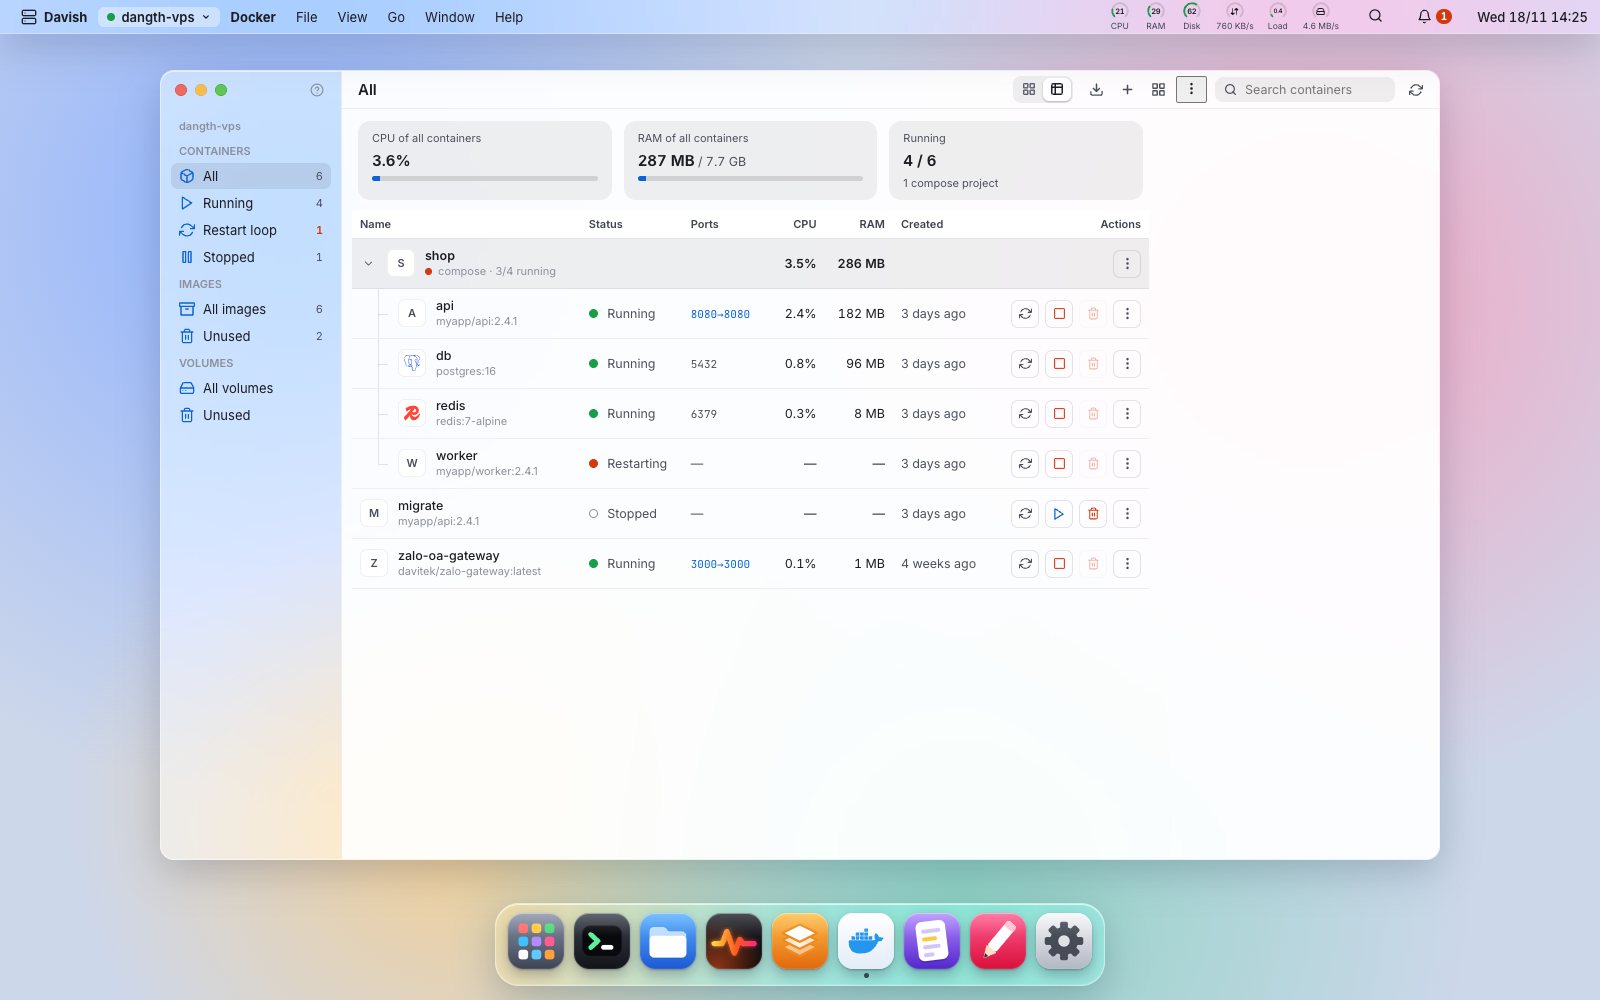 Davish dangth-vps Docker File View Go Window Help 21 CPU 29 RAM 62 Disk 760 KB/s 0.4 Load 4.6 MB/s 1 Wed 18/11 14:25
All Search containers
dangth-vps
CONTAINERS
All 6
Running 4
Restart loop 1
Stopped 1
IMAGES
All images 6
Unused 2
VOLUMES
All volumes
Unused
CPU of all containers
3.6%
RAM of all containers
287 MB / 7.7 GB
Running
4 / 6
1 compose project
Name Status Ports CPU RAM Created Actions
S shop 3.5% 286 MB
compose · 3/4 running
A api Running 8080→8080 2.4% 182 MB 3 days ago
myapp/api:2.4.1
db Running 5432 0.8% 96 MB 3 days ago
postgres:16
redis Running 6379 0.3% 8 MB 3 days ago
redis:7-alpine
W worker Restarting — — — 3 days ago
myapp/worker:2.4.1
M migrate Stopped — — — 3 days ago
myapp/api:2.4.1
Z zalo-oa-gateway Running 3000→3000 0.1% 1 MB 4 weeks ago
davitek/zalo-gateway:latest